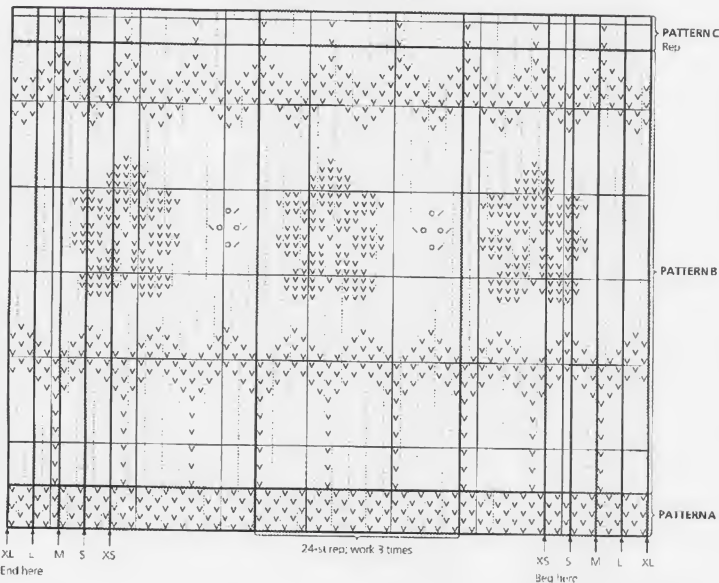 PATTERN C
Rep
PATTERN B
PATTERN A
XL L M S XS
End here
24-st rep; work 3 times
XS S M L XL
Beg here